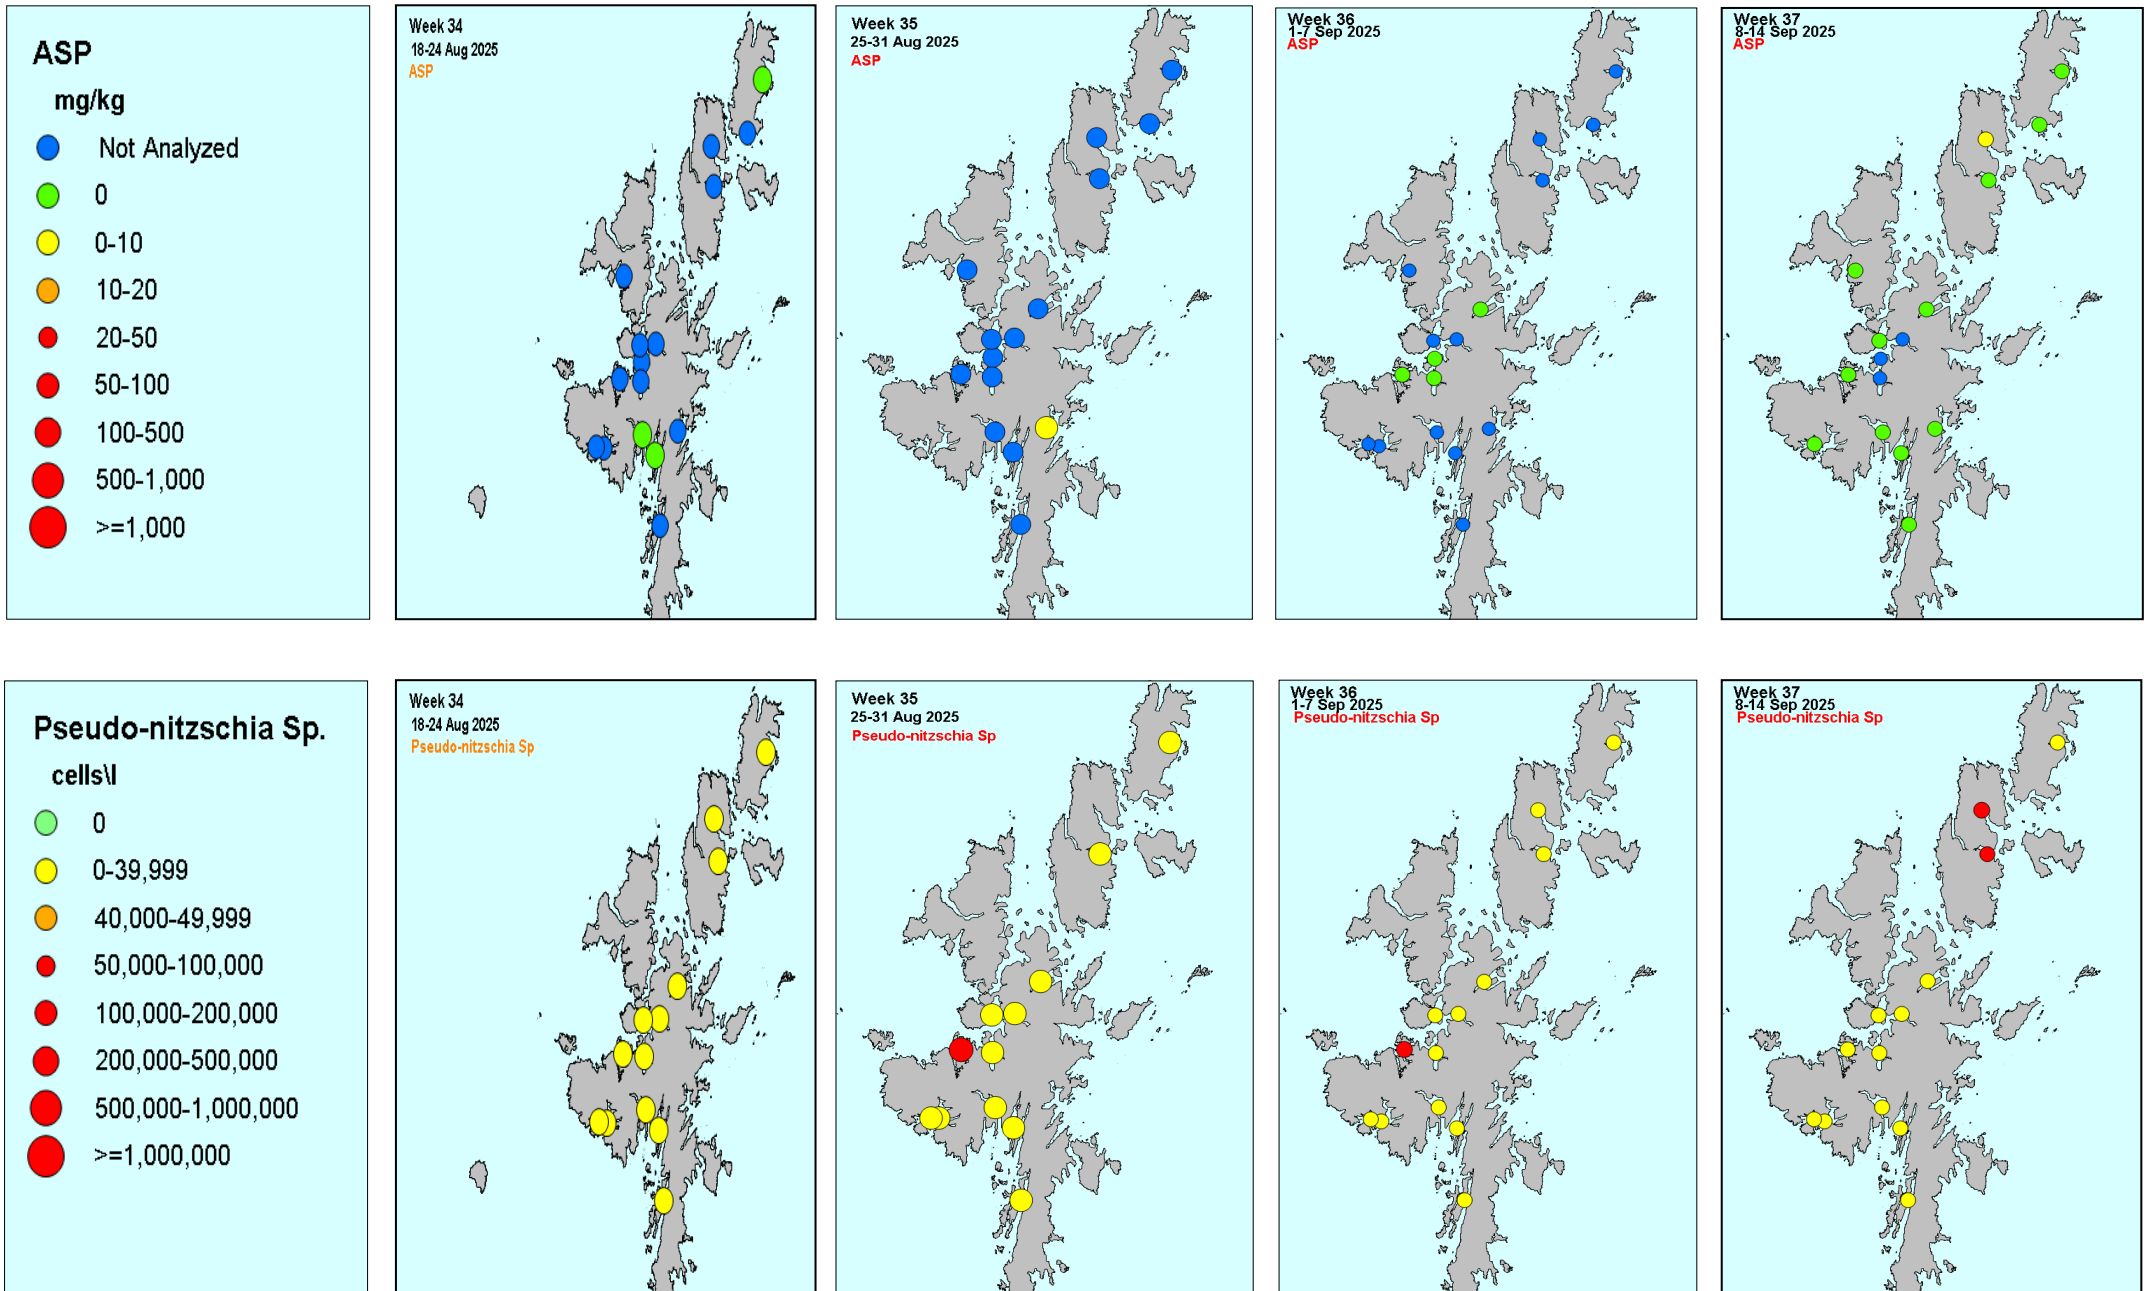 ASP
mg/kg
Not Analyzed
0
0-10
10-20
20-50
50-100
100-500
500-1,000
>=1,000
Week 34
18-24 Aug 2025
ASP
Week 35
25-31 Aug 2025
ASP
Week 36
1-7 Sep 2025
ASP
Week 37
8-14 Sep 2025
ASP
Pseudo-nitzschia Sp.
cells\l
0
0-39,999
40,000-49,999
50,000-100,000
100,000-200,000
200,000-500,000
500,000-1,000,000
>=1,000,000
Week 34
18-24 Aug 2025
Pseudo-nitzschia Sp
Week 35
25-31 Aug 2025
Pseudo-nitzschia Sp
Week 36
1-7 Sep 2025
Pseudo-nitzschia Sp
Week 37
8-14 Sep 2025
Pseudo-nitzschia Sp